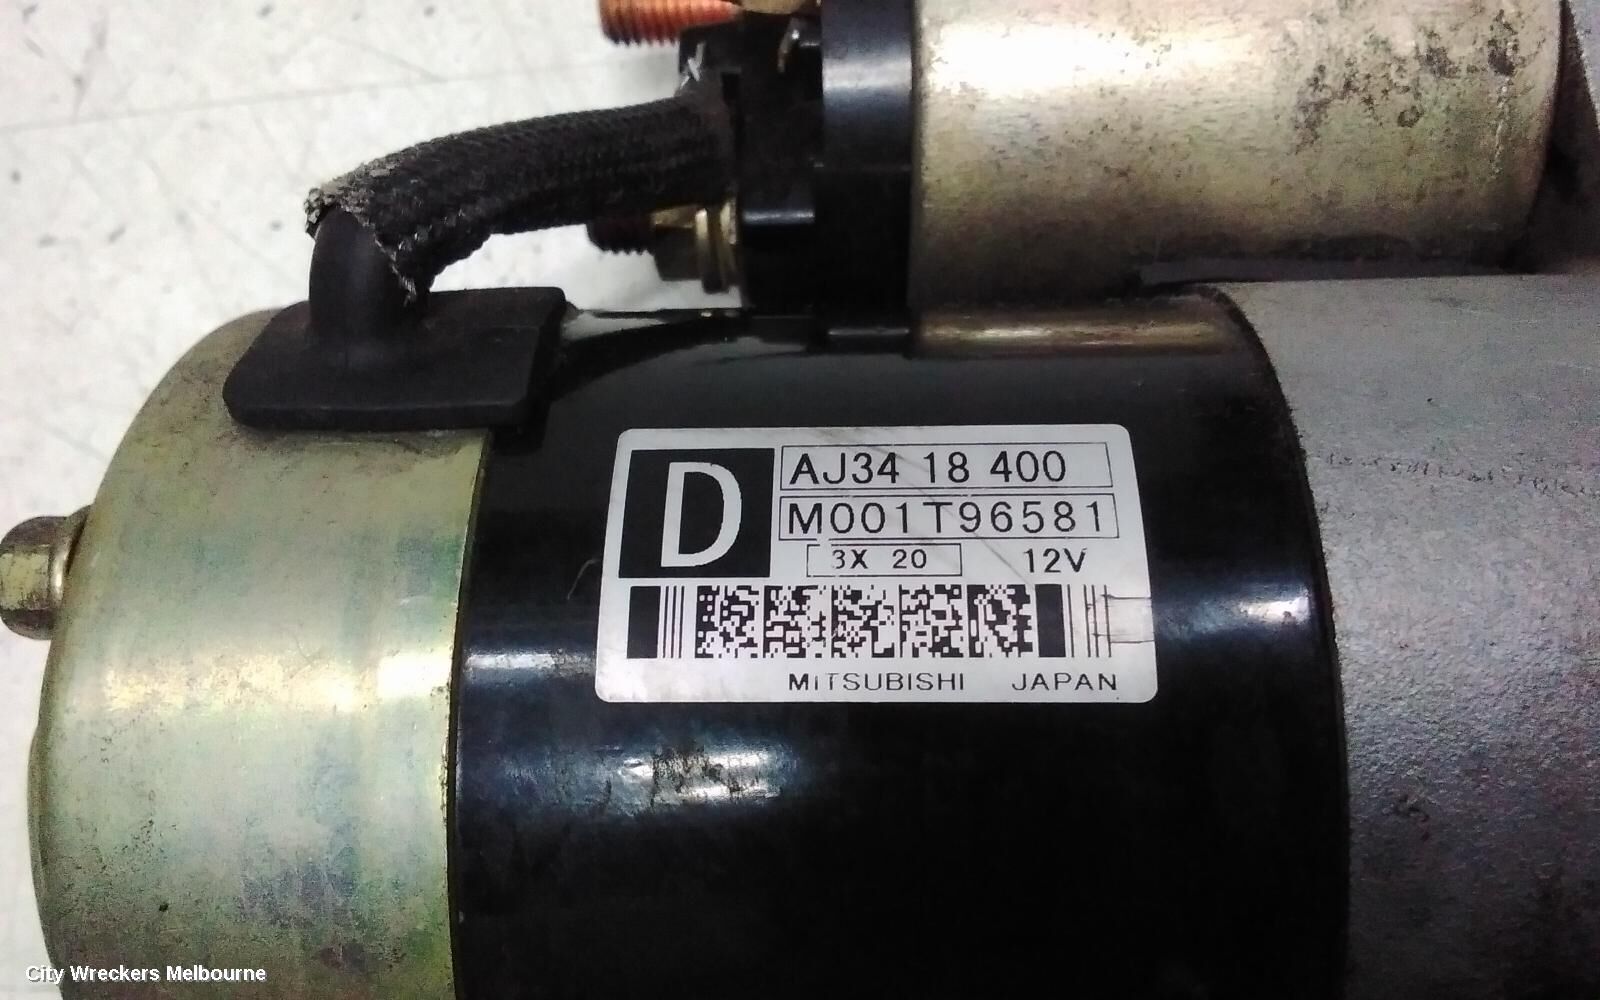 D
AJ34 18 400
M001T96581
3X 20 12V
MITSUBISHI JAPAN
City Wreckers Melbourne